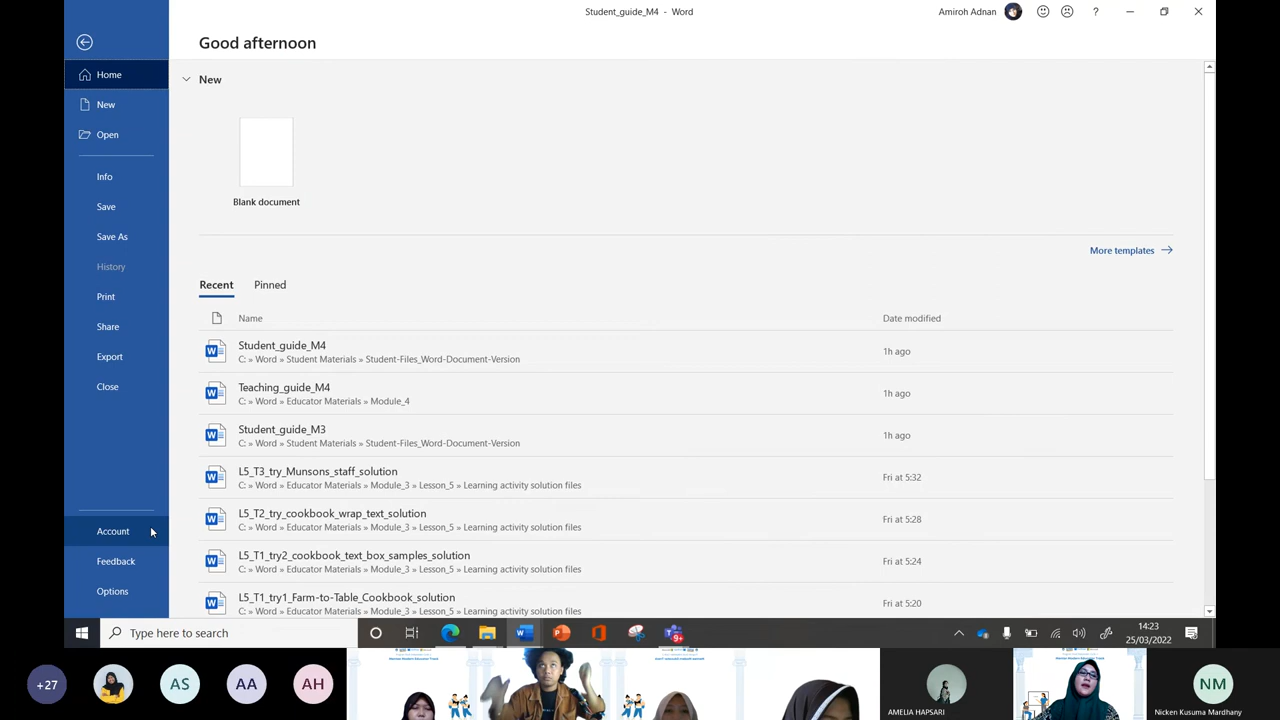 Student_guide_M4 - Word
Amiroh Adnan
?
Good afternoon
Home
New
Open
Info
Save
Save As
History
Print
Share
Export
Close
Account
Feedback
Options
New
Blank document
More templates
Recent Pinned
Name Date modified
Student_guide_M4
C: » Word » Student Materials » Student-Files_Word-Document-Version
1h ago
Teaching_guide_M4
C: » Word » Educator Materials » Module_4
1h ago
Student_guide_M3
C: » Word » Student Materials » Student-Files_Word-Document-Version
1h ago
L5_T3_try_Munsons_staff_solution
C: » Word » Educator Materials » Module_3 » Lesson_5 » Learning activity solution files
Fri at 5:32
L5_T2_try_cookbook_wrap_text_solution
C: » Word » Educator Materials » Module_3 » Lesson_5 » Learning activity solution files
Fri at 5:28
L5_T1_try2_cookbook_text_box_samples_solution
C: » Word » Educator Materials » Module_3 » Lesson_5 » Learning activity solution files
Fri at 5:24
L5_T1_try1_Farm-to-Table_Cookbook_solution
C: » Word » Educator Materials » Module_3 » Lesson_5 » Learning activity solution files
Fri at 5:20
Type here to search
14:23
25/03/2022
+27
AS
AA
AH
AMELIA HAPSARI
NM
Nicken Kusuma Mardhany